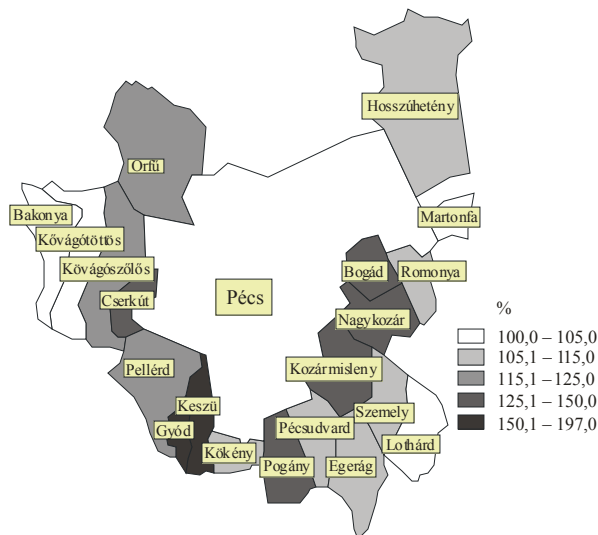 Hosszúhetény
Orfű
Bakonya
Martonfa
Kővágótöttös
Kövágószőlős
Bogád
Romonya
Cserkút
Pécs
Nagykozár
%
100,0 – 105,0
105,1 – 115,0
115,1 – 125,0
125,1 – 150,0
150,1 – 197,0
Pellérd
Kozármisleny
Keszü
Szemely
Gyód
Pécsudvard
Lothárd
Kökény
Pogány
Egerág